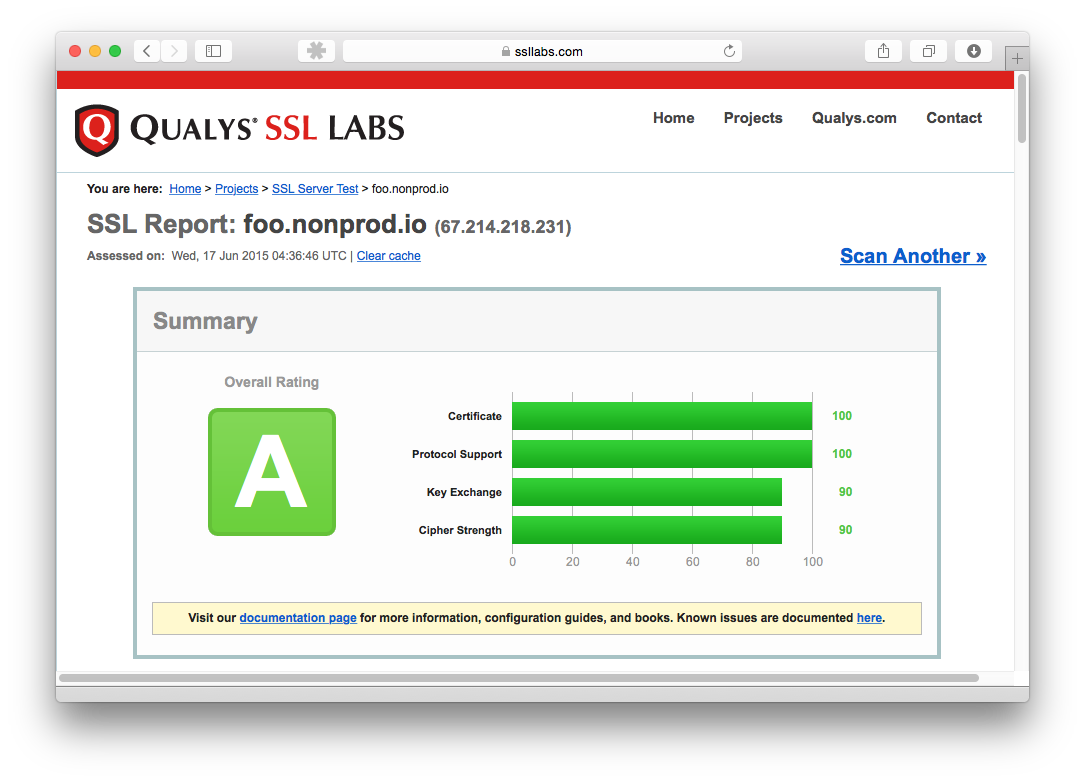 ssllabs.com
QUALYS® SSL LABS
Home Projects Qualys.com Contact
You are here: Home > Projects > SSL Server Test > foo.nonprod.io
SSL Report: foo.nonprod.io (67.214.218.231)
Assessed on: Wed, 17 Jun 2015 04:36:46 UTC | Clear cache
Scan Another »
Summary
Overall Rating
A
Certificate 100
Protocol Support 100
Key Exchange 90
Cipher Strength 90
0 20 40 60 80 100
Visit our documentation page for more information, configuration guides, and books. Known issues are documented here.